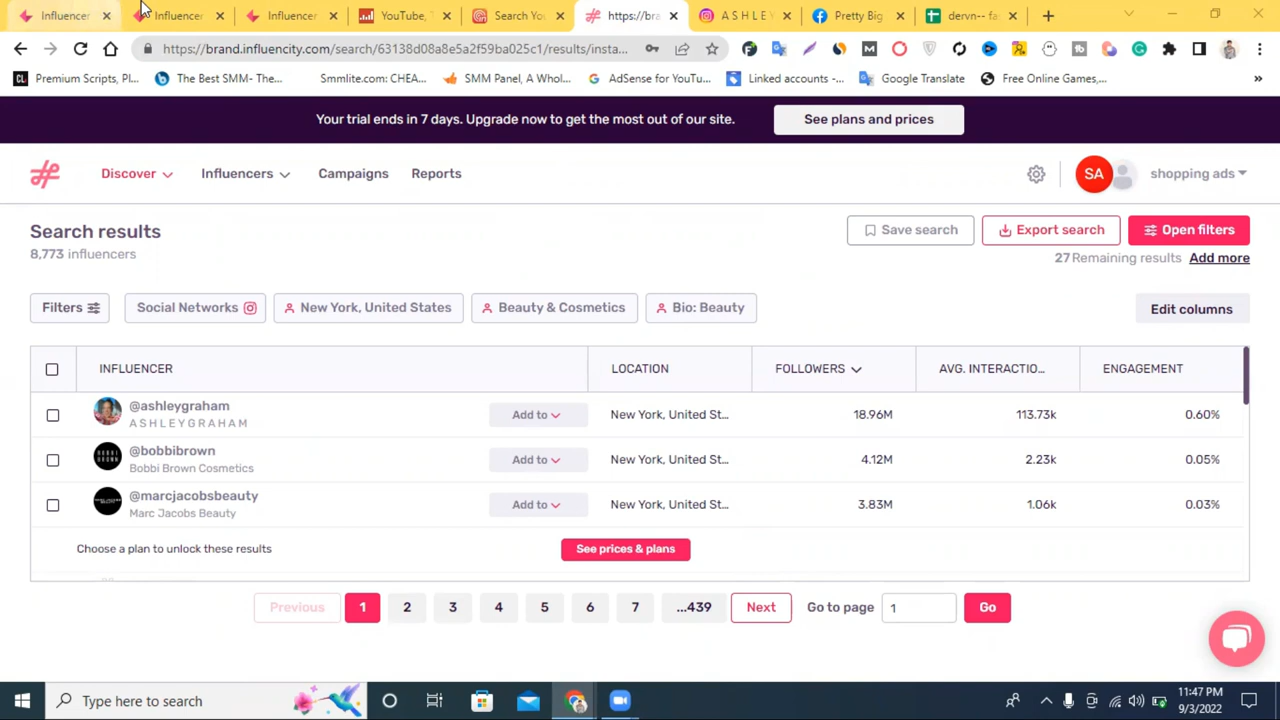 Influencer
Influencer
Influencer
YouTube, T
Search You
https://bra
A S H L E Y
Pretty Big
dervn-- fa
https://brand.influencity.com/search/63138d08a8e5a2f59ba025c1/results/insta...
Premium Scripts, Pl...
The Best SMM- The...
Smmlite.com: CHEA...
SMM Panel, A Whol...
AdSense for YouTu...
Linked accounts -...
Google Translate
Free Online Games,...
Your trial ends in 7 days. Upgrade now to get the most out of our site.
See plans and prices
Discover
Influencers
Campaigns
Reports
SA
shopping ads
Search results
8,773 influencers
Save search
Export search
Open filters
27 Remaining results Add more
Filters
Social Networks
New York, United States
Beauty & Cosmetics
Bio: Beauty
Edit columns
INFLUENCER LOCATION FOLLOWERS AVG. INTERACTIO... ENGAGEMENT
@ashleygraham
A S H L E Y G R A H A M
Add to
New York, United St... 18.96M 113.73k 0.60%
@bobbibrown
Bobbi Brown Cosmetics
Add to
New York, United St... 4.12M 2.23k 0.05%
@marcjacobsbeauty
Marc Jacobs Beauty
Add to
New York, United St... 3.83M 1.06k 0.03%
Choose a plan to unlock these results
See prices & plans
Previous 1 2 3 4 5 6 7 ...439 Next Go to page 1 Go
Type here to search
11:47 PM
9/3/2022